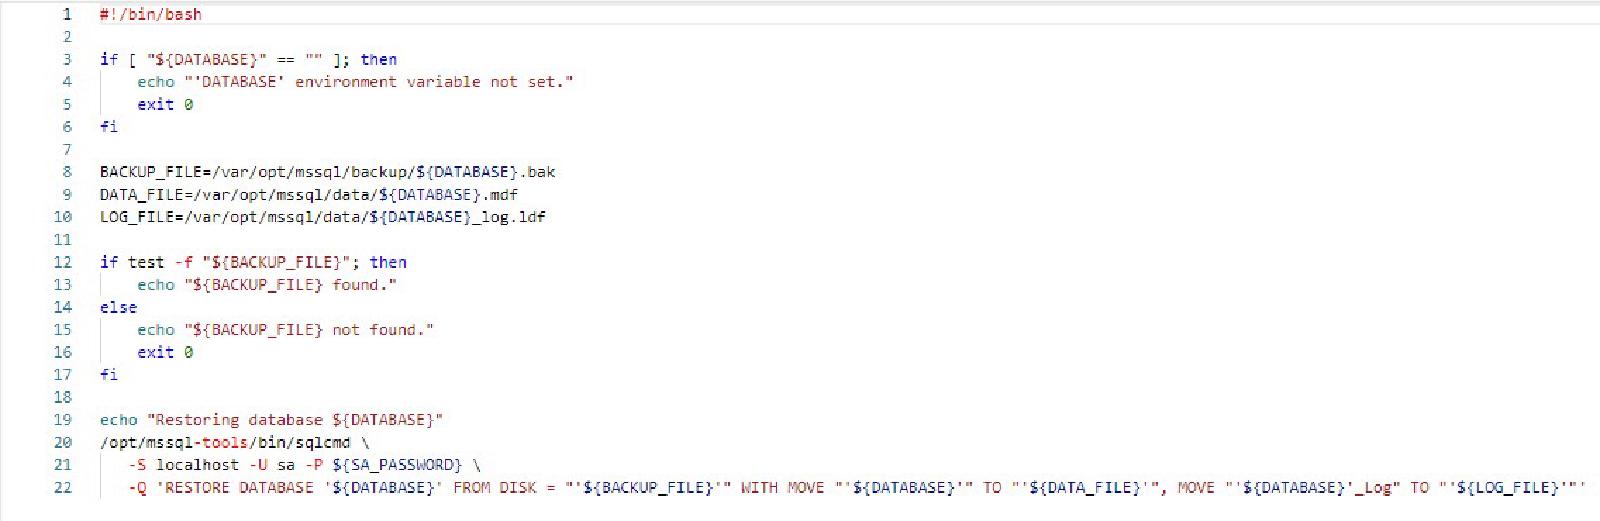 1 #!/bin/bash
2
3 if [ "${DATABASE}" == "" ]; then
4     echo "'DATABASE' environment variable not set."
5     exit 0
6 fi
7
8 BACKUP_FILE=/var/opt/mssql/backup/${DATABASE}.bak
9 DATA_FILE=/var/opt/mssql/data/${DATABASE}.mdf
10 LOG_FILE=/var/opt/mssql/data/${DATABASE}_log.ldf
11
12 if test -f "${BACKUP_FILE}"; then
13     echo "${BACKUP_FILE} found."
14 else
15     echo "${BACKUP_FILE} not found."
16     exit 0
17 fi
18
19 echo "Restoring database ${DATABASE}"
20 /opt/mssql-tools/bin/sqlcmd \
21    -S localhost -U sa -P ${SA_PASSWORD} \
22    -Q 'RESTORE DATABASE '${DATABASE}' FROM DISK = "'${BACKUP_FILE}'" WITH MOVE "'${DATABASE}'" TO "'${DATA_FILE}'", MOVE "'${DATABASE}'_Log" TO "'${LOG_FILE}'"'